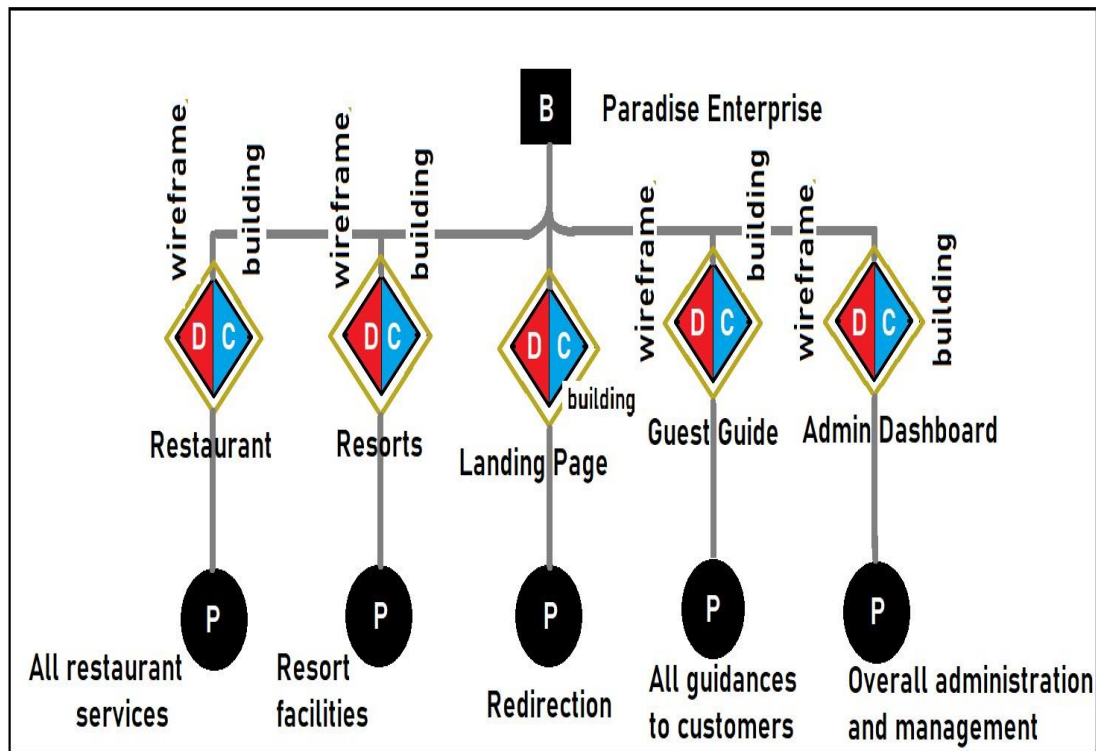 B
Paradise Enterprise
wireframe
building
wireframe
building
wireframe
building
wireframe
building
D C
D C
D C
D C
D C
building
Restaurant
Resorts
Landing Page
Guest Guide
Admin Dashboard
P
P
P
P
P
All restaurant
services
Resort
facilities
Redirection
All guidances
to customers
Overall administration
and management